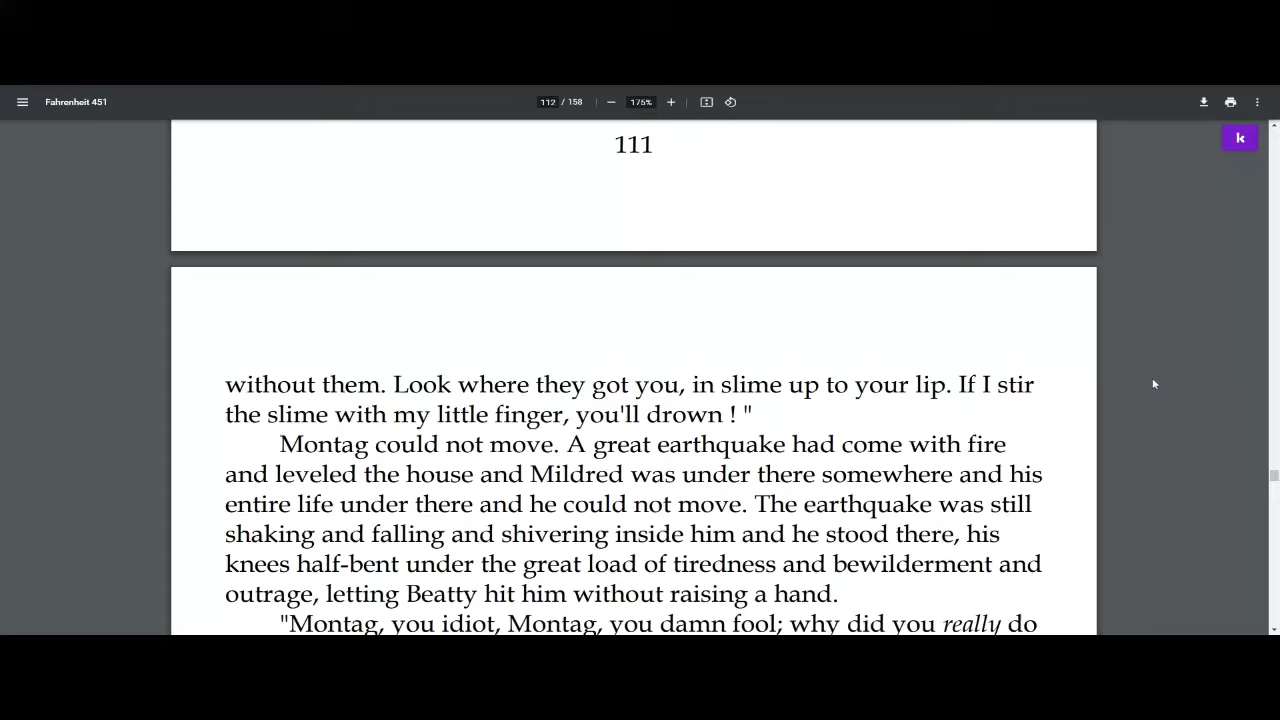 Fahrenheit 451
112 / 158
175%
k
111
without them. Look where they got you, in slime up to your lip. If I stir
the slime with my little finger, you'll drown ! "
Montag could not move. A great earthquake had come with fire
and leveled the house and Mildred was under there somewhere and his
entire life under there and he could not move. The earthquake was still
shaking and falling and shivering inside him and he stood there, his
knees half-bent under the great load of tiredness and bewilderment and
outrage, letting Beatty hit him without raising a hand.
"Montag, you idiot, Montag, you damn fool; why did you really do